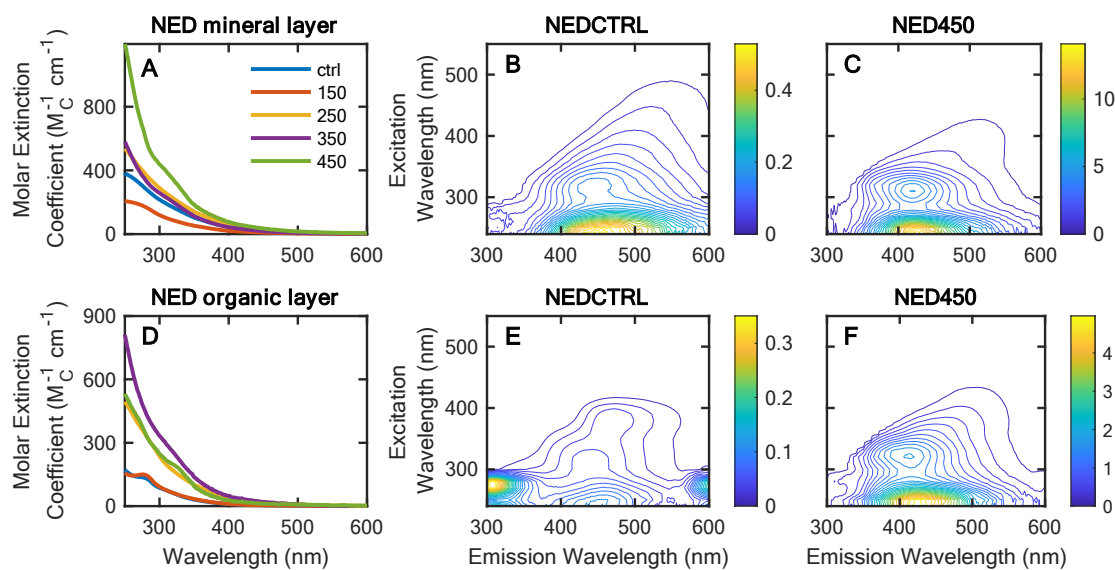 NED mineral layer
NEDCTRL
NED450
A
ctrl
150
250
350
450
800
400
0
300
400
500
600
Molar Extinction
Coefficient (M_C^-1 cm^-1)
B
500
400
300
300
400
500
600
Excitation
Wavelength (nm)
0.4
0.2
0
C
300
400
500
600
10
5
0
NED organic layer
NEDCTRL
NED450
D
900
600
300
0
300
400
500
600
Molar Extinction
Coefficient (M_C^-1 cm^-1)
Wavelength (nm)
E
500
400
300
300
400
500
600
Excitation
Wavelength (nm)
Emission Wavelength (nm)
0.3
0.2
0.1
0
F
300
400
500
600
Emission Wavelength (nm)
4
3
2
1
0